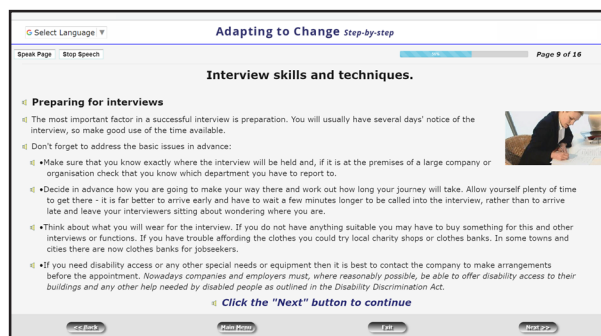 G Select Language ▼
Adapting to Change Step-by-step
Speak Page Stop Speech
Page 9 of 16
Interview skills and techniques.
Preparing for interviews
The most important factor in a successful interview is preparation. You will usually have several days' notice of the
interview, so make good use of the time available.
Don't forget to address the basic issues in advance:
•Make sure that you know exactly where the interview will be held and, if it is at the premises of a large company or
organisation check that you know which department you have to report to.
•Decide in advance how you are going to make your way there and work out how long your journey will take. Allow yourself plenty of time
to get there - it is far better to arrive early and have to wait a few minutes longer to be called into the interview, rather than to arrive
late and leave your interviewers sitting about wondering where you are.
•Think about what you will wear for the interview. If you do not have anything suitable you may have to buy something for this and other
interviews or functions. If you have trouble affording the clothes you could try local charity shops or clothes banks. In some towns and
cities there are now clothes banks for jobseekers.
•If you need disability access or any other special needs or equipment then it is best to contact the company to make arrangements
before the appointment. Nowadays companies and employers must, where reasonably possible, be able to offer disability access to their
buildings and any other help needed by disabled people as outlined in the Disability Discrimination Act.
Click the "Next" button to continue
<< Back Main Menu Exit Next >>